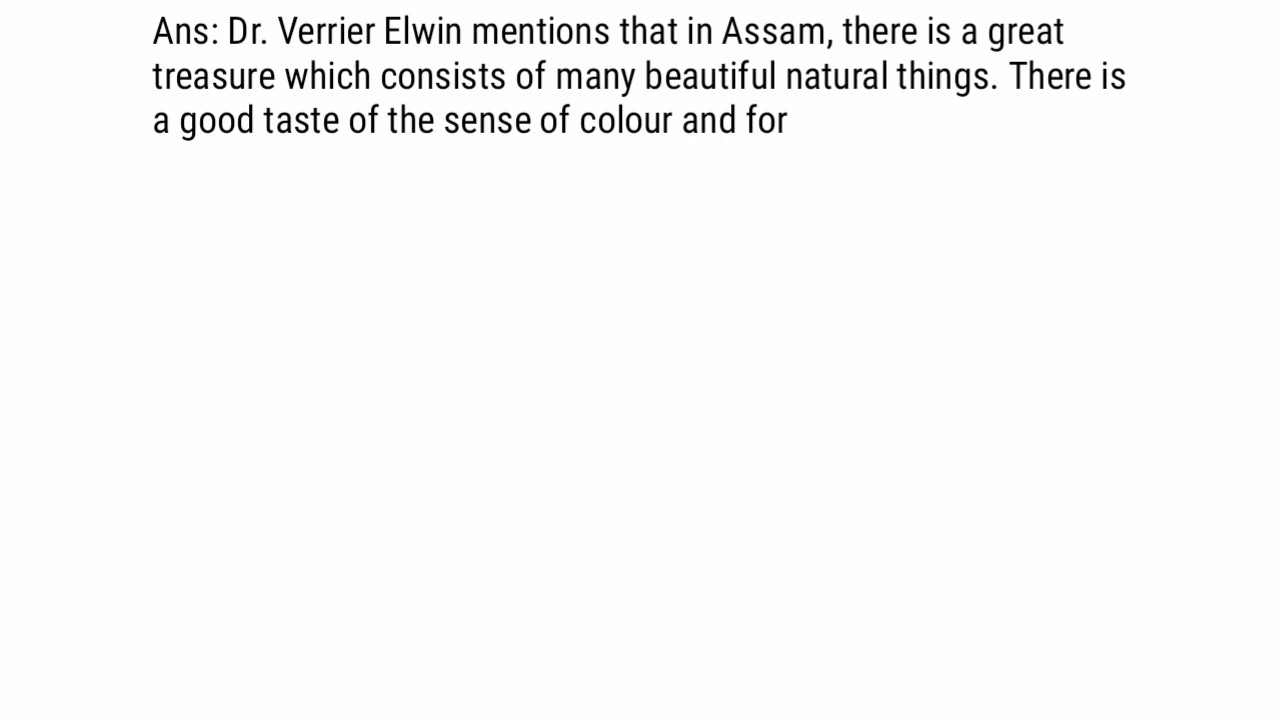 Ans: Dr. Verrier Elwin mentions that in Assam, there is a great
treasure which consists of many beautiful natural things. There is
a good taste of the sense of colour and for